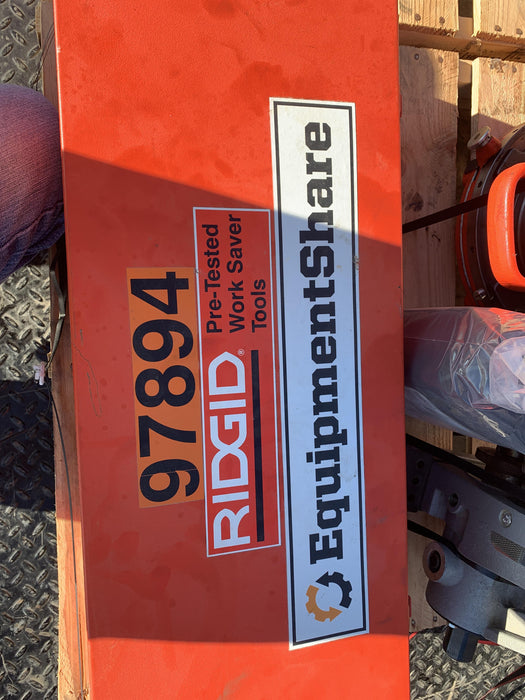 97894
RIDGID®
Pre-Tested
Work Saver
Tools
EquipmentShare